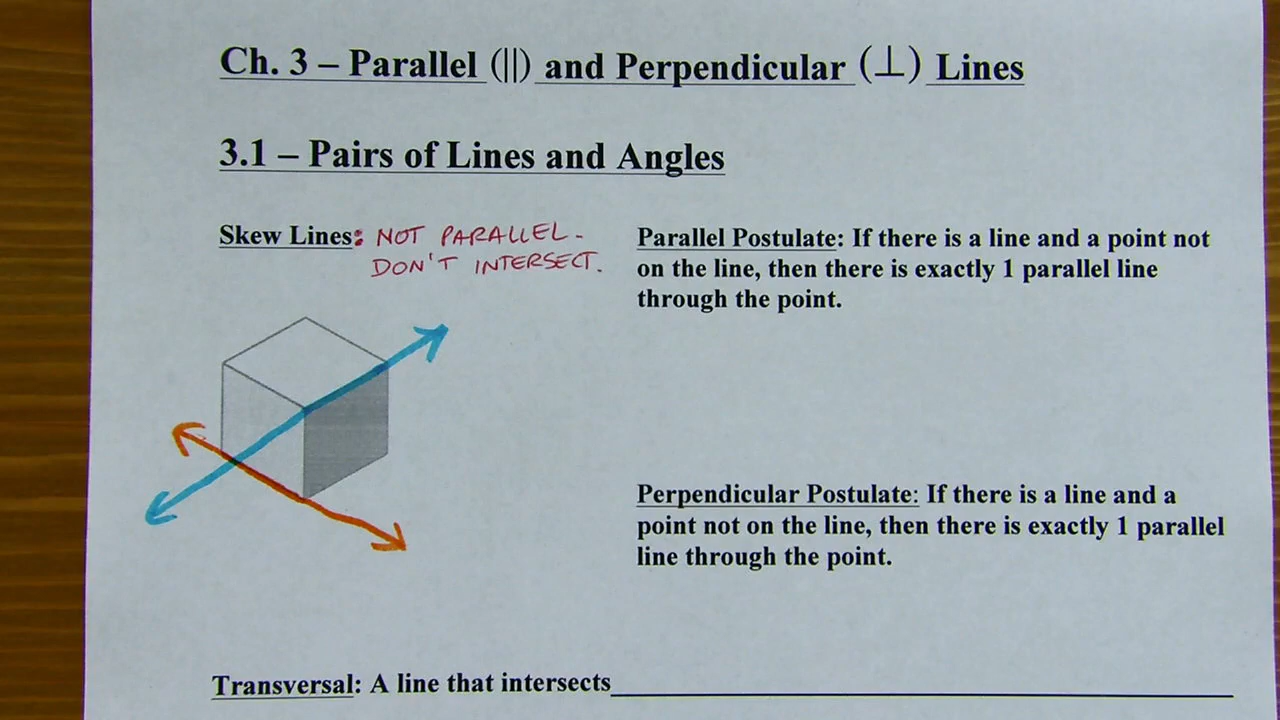 Ch. 3 – Parallel (||) and Perpendicular (⊥) Lines
3.1 – Pairs of Lines and Angles
Skew Lines: NOT PARALLEL -
DON'T INTERSECT.
Parallel Postulate: If there is a line and a point not
on the line, then there is exactly 1 parallel line
through the point.
Perpendicular Postulate: If there is a line and a
point not on the line, then there is exactly 1 parallel
line through the point.
Transversal: A line that intersects